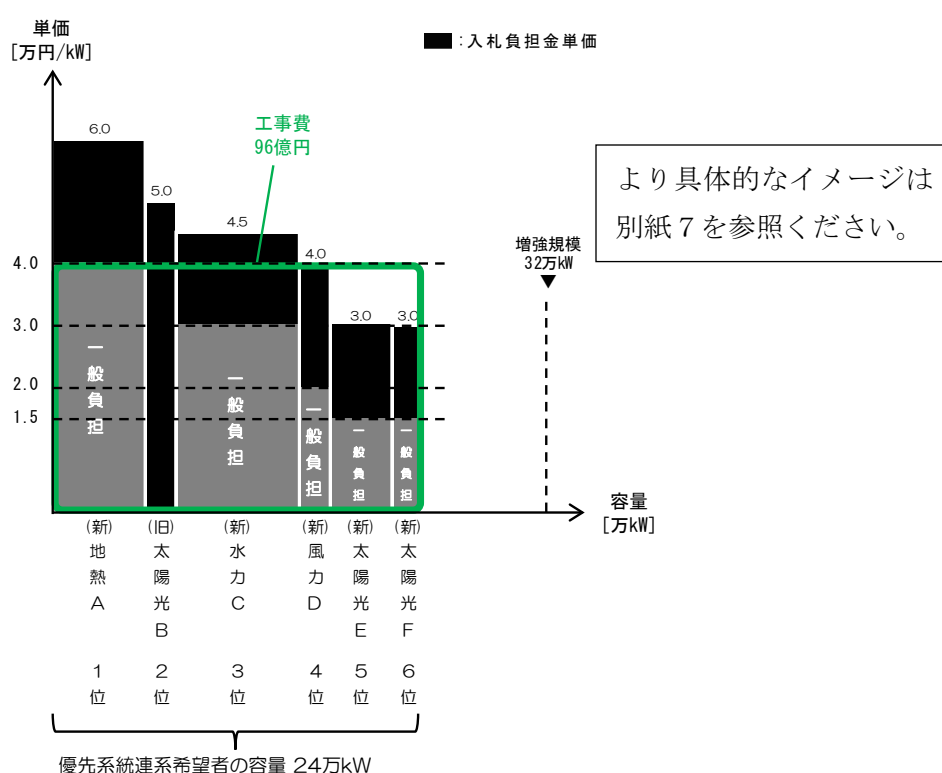 単価
[万円/kW]
■:入札負担金単価
工事費
96億円
より具体的なイメージは
別紙7を参照ください。
増強規模
32万kW
▼
6.0
5.0
4.5
4.0
3.0
3.0
4.0
3.0
2.0
1.5
一般負担
一般負担
一般負担
一般負担
一般負担
容量
[万kW]
(新)地熱A
(旧)太陽光B
(新)水力C
(新)風力D
(新)太陽光E
(新)太陽光F
1位
2位
3位
4位
5位
6位
優先系統連系希望者の容量 24万kW